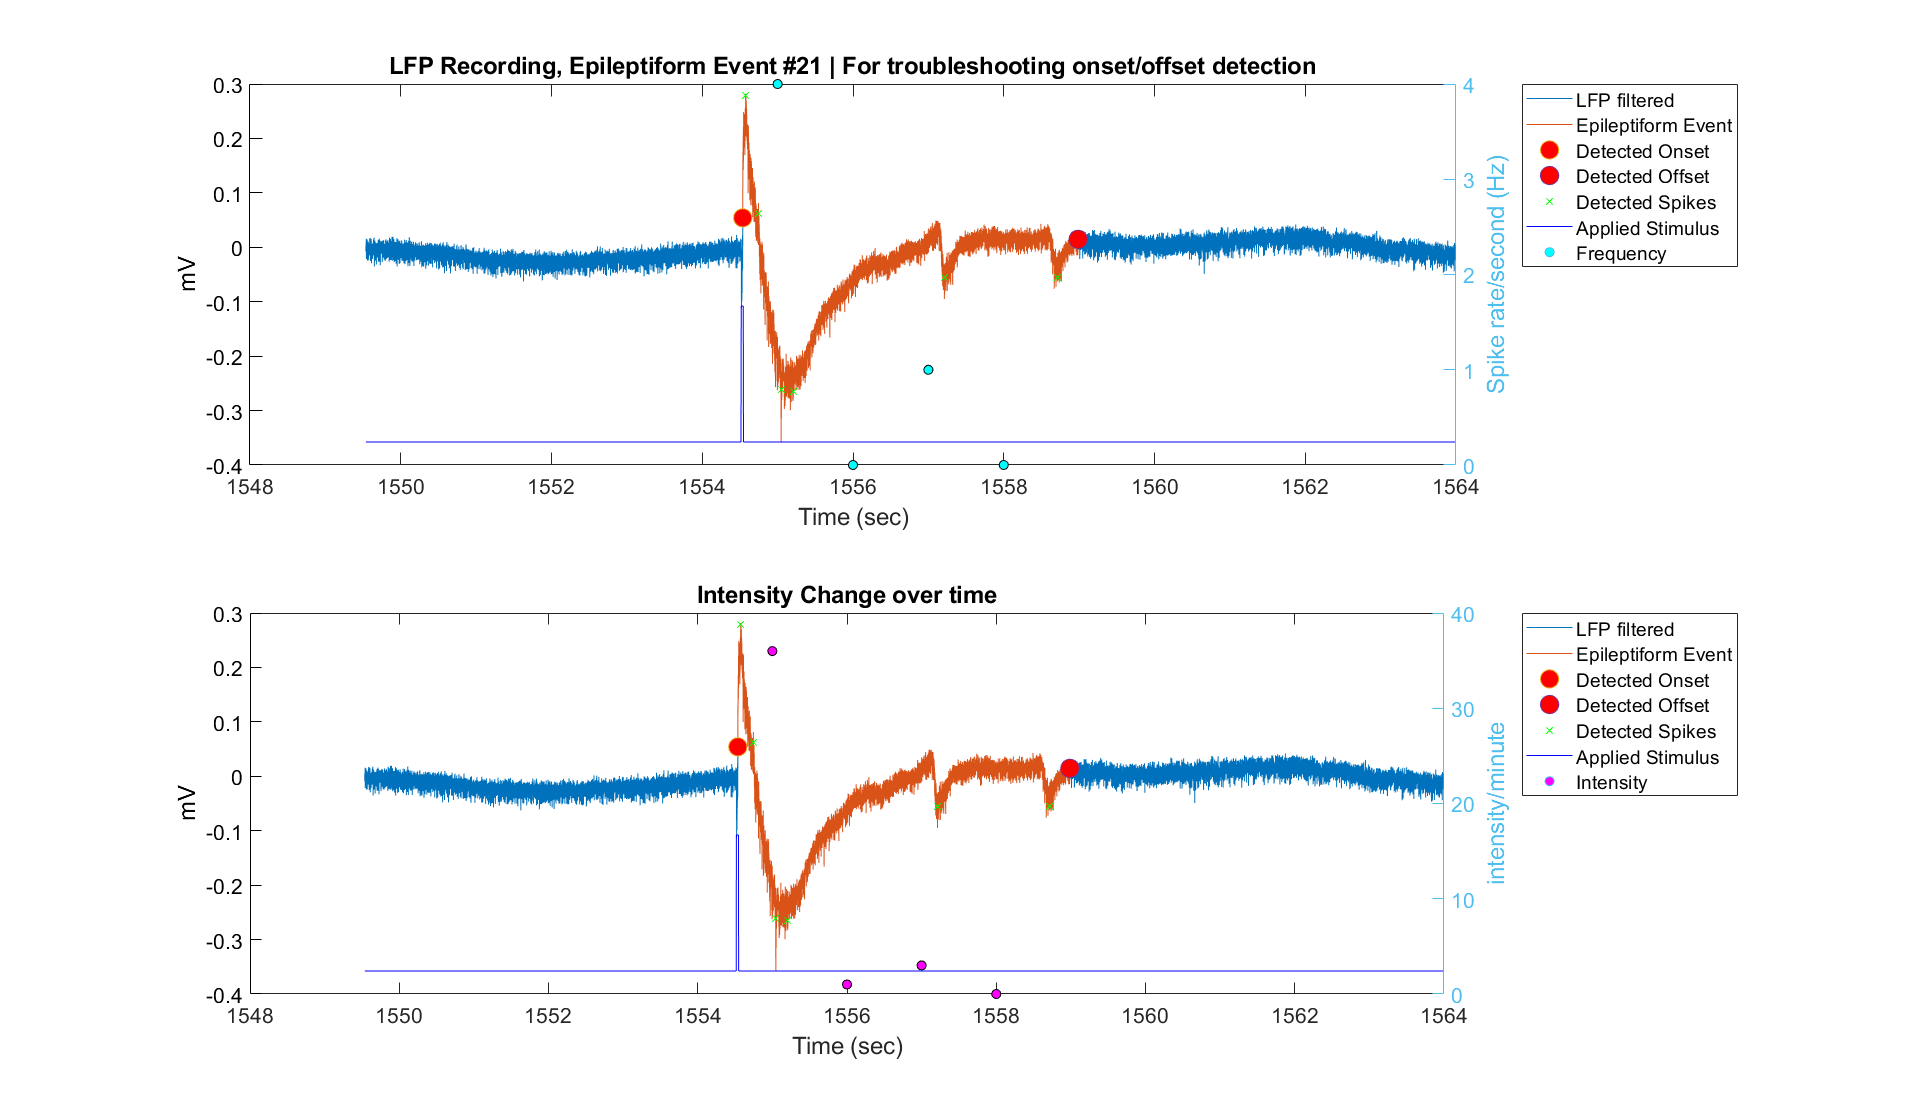 LFP Recording, Epileptiform Event #21 | For troubleshooting onset/offset detection
0.3
0.2
0.1
0
-0.1
-0.2
-0.3
-0.4
mV
1548 1550 1552 1554 1556 1558 1560 1562 1564
Time (sec)
4
3
2
1
0
Spike rate/second (Hz)
LFP filtered
Epileptiform Event
Detected Onset
Detected Offset
Detected Spikes
Applied Stimulus
Frequency
Intensity Change over time
0.3
0.2
0.1
0
-0.1
-0.2
-0.3
-0.4
mV
1548 1550 1552 1554 1556 1558 1560 1562 1564
Time (sec)
40
30
20
10
0
intensity/minute
LFP filtered
Epileptiform Event
Detected Onset
Detected Offset
Detected Spikes
Applied Stimulus
Intensity